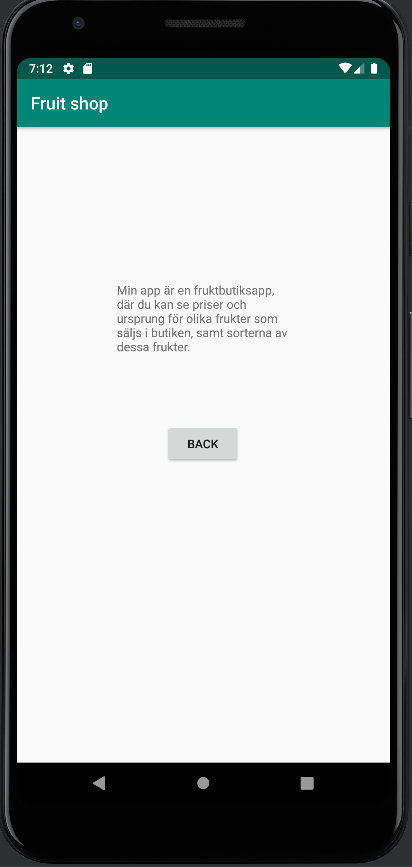 7:12
Fruit shop
Min app är en fruktbutiksapp,
där du kan se priser och
ursprung för olika frukter som
säljs i butiken, samt sorterna av
dessa frukter.
BACK